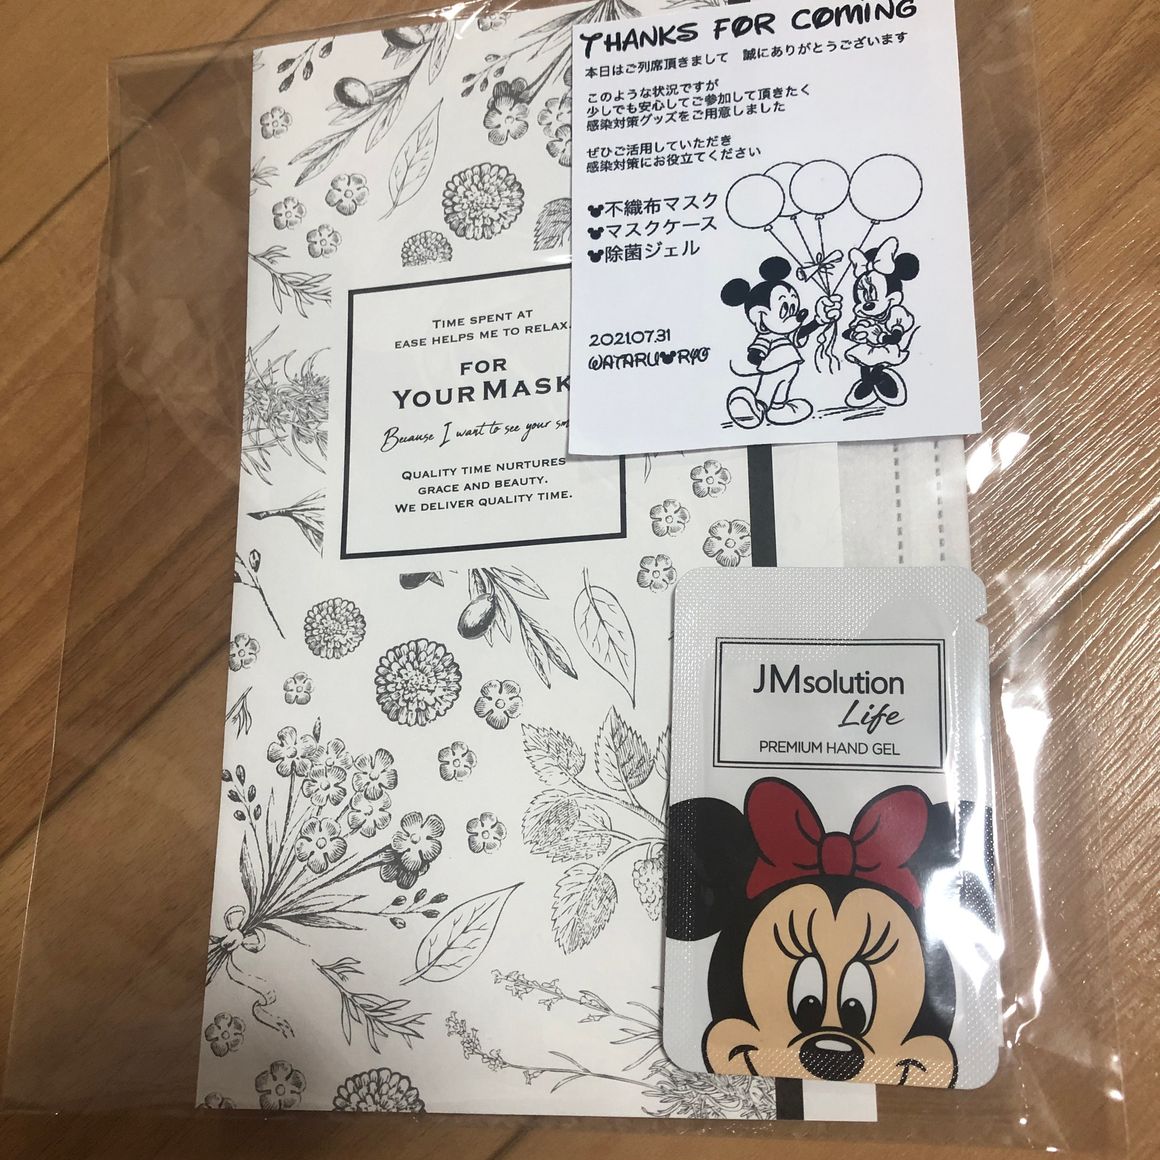 THANKS FOR COMING
本日はご列席頂きまして　誠にありがとうございます
このような状況ですが
少しでも安心してご参加して頂きたく
感染対策グッズをご用意しました
ぜひご活用していただき
感染対策にお役立てください
不織布マスク
マスクケース
除菌ジェル
2021.07.31
WATARU RYO
TIME SPENT AT
EASE HELPS ME TO RELAX.
FOR
YOUR MASK
Because I want to see your
QUALITY TIME NURTURES
GRACE AND BEAUTY.
WE DELIVER QUALITY TIME.
JMsolution
Life
PREMIUM HAND GEL